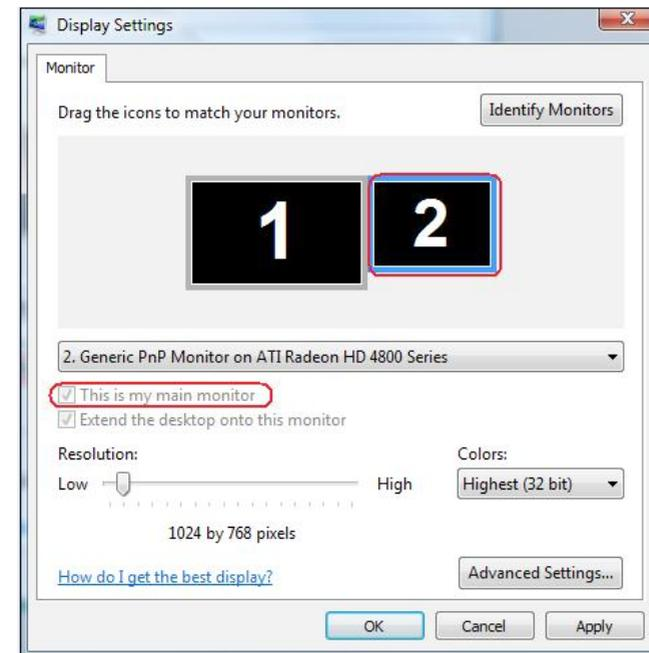 Display Settings
Monitor
Drag the icons to match your monitors.
Identify Monitors
1
2
2. Generic PnP Monitor on ATI Radeon HD 4800 Series
This is my main monitor
Extend the desktop onto this monitor
Resolution:
Colors:
Low
High
Highest (32 bit)
1024 by 768 pixels
How do I get the best display?
Advanced Settings...
OK
Cancel
Apply